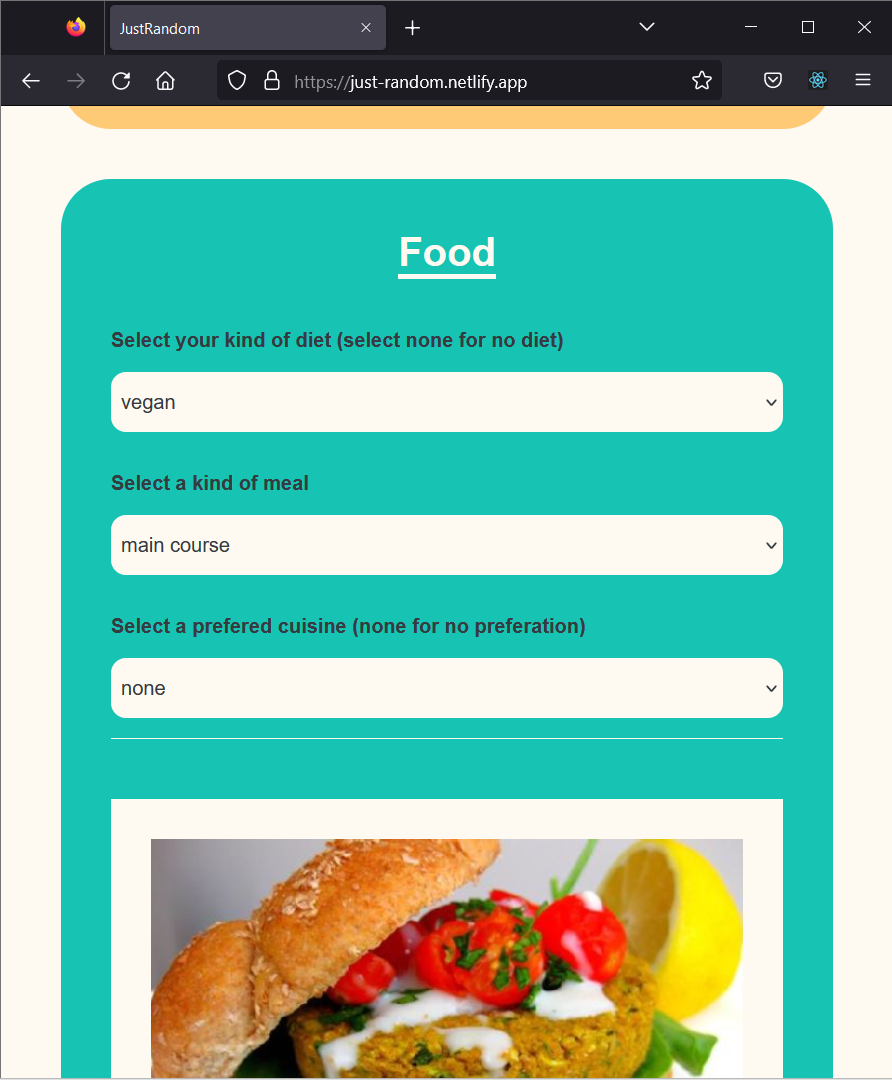 JustRandom
https://just-random.netlify.app
Food
Select your kind of diet (select none for no diet)
vegan
Select a kind of meal
main course
Select a prefered cuisine (none for no preferation)
none